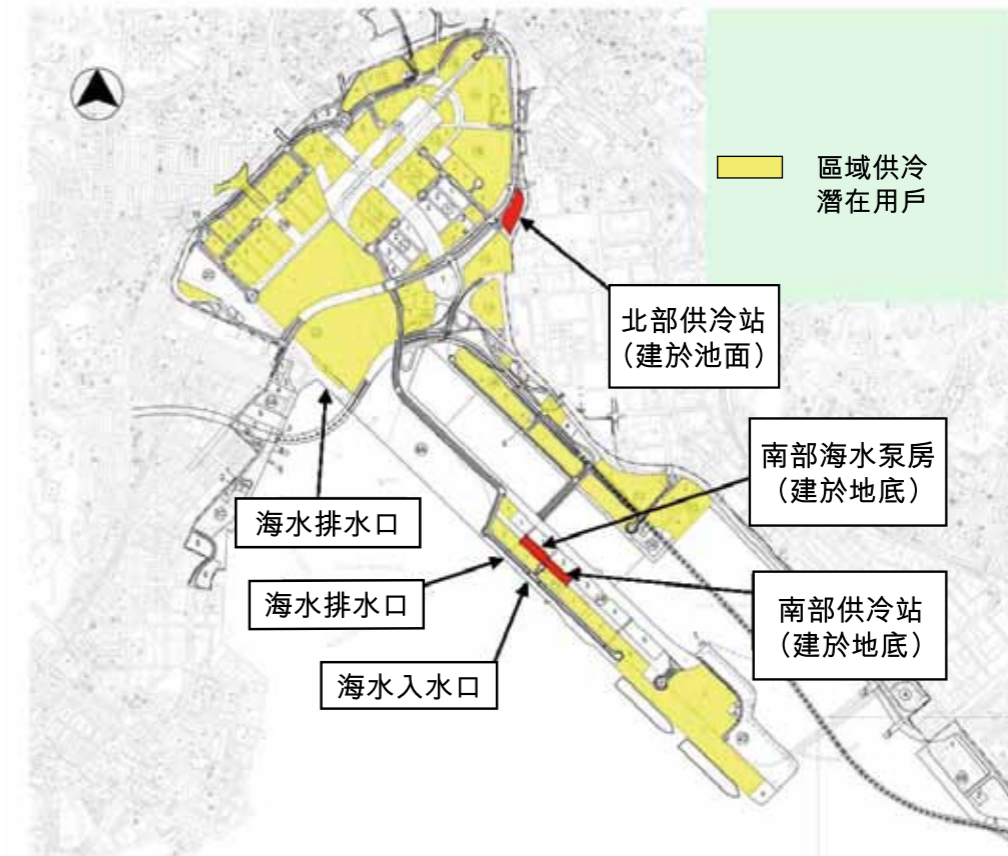 區域供冷
潛在用戶
北部供冷站
（建於池面）
南部海水泵房
（建於地底）
海水排水口
海水排水口
南部供冷站
（建於地底）
海水入水口